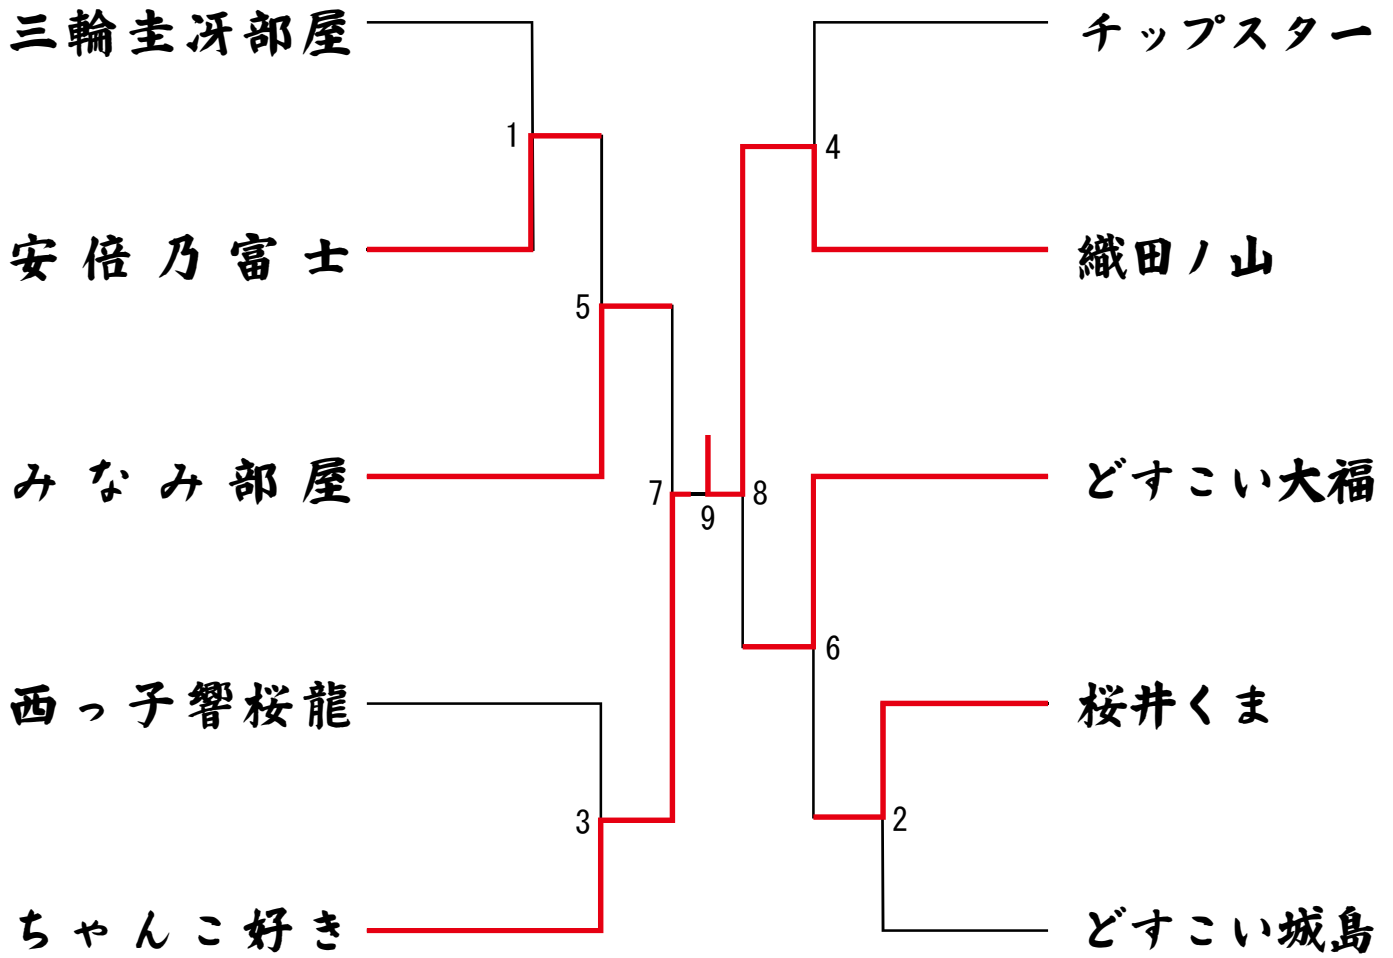 三輪圭冴部屋
チップスター
1
4
安倍乃富士
織田ノ山
5
みなみ部屋
どすこい大福
7
8
9
6
西っ子響桜龍
桜井くま
3
2
ちゃんこ好き
どすこい城島